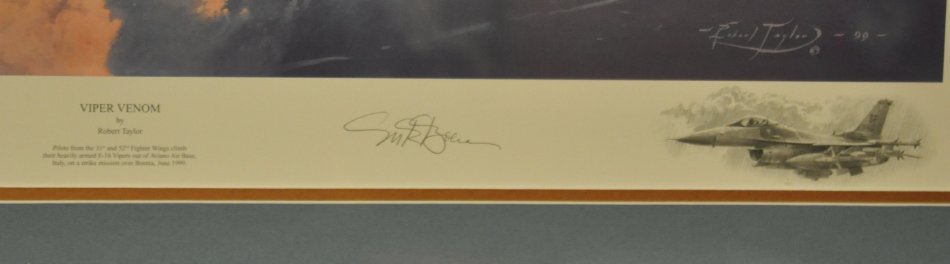 Robert Taylor - 99 -
VIPER VENOM
by
Robert Taylor
Pilots from the 31st and 52nd Fighter Wings climb
their heavily armed F-16 Vipers out of Aviano Air Base,
Italy, on a strike mission over Bosnia, June 1999.